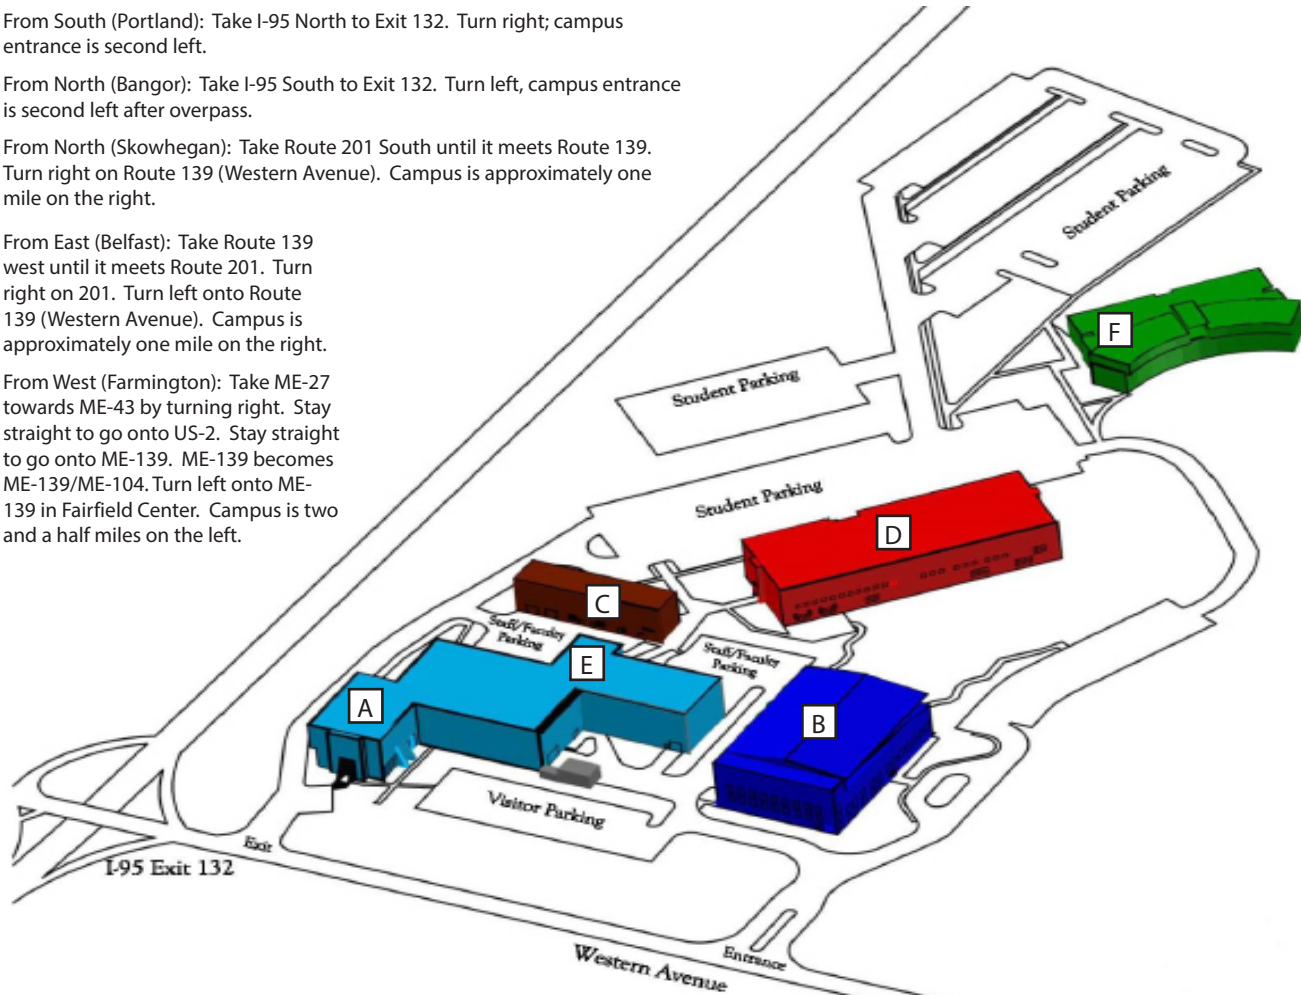 From South (Portland): Take I-95 North to Exit 132. Turn right; campus
entrance is second left.
From North (Bangor): Take I-95 South to Exit 132. Turn left, campus entrance
is second left after overpass.
From North (Skowhegan): Take Route 201 South until it meets Route 139.
Turn right on Route 139 (Western Avenue). Campus is approximately one
mile on the right.
From East (Belfast): Take Route 139
west until it meets Route 201. Turn
right on 201. Turn left onto Route
139 (Western Avenue). Campus is
approximately one mile on the right.
From West (Farmington): Take ME-27
towards ME-43 by turning right. Stay
straight to go onto US-2. Stay straight
to go onto ME-139. ME-139 becomes
ME-139/ME-104. Turn left onto ME-
139 in Fairfield Center. Campus is two
and a half miles on the left.
Student Parking
F
Student Parking
Student Parking
D
C
Staff/Faculty
Parking
E
Staff/Faculty
Parking
A
B
Visitor Parking
Exit
I-95 Exit 132
Entrance
Western Avenue